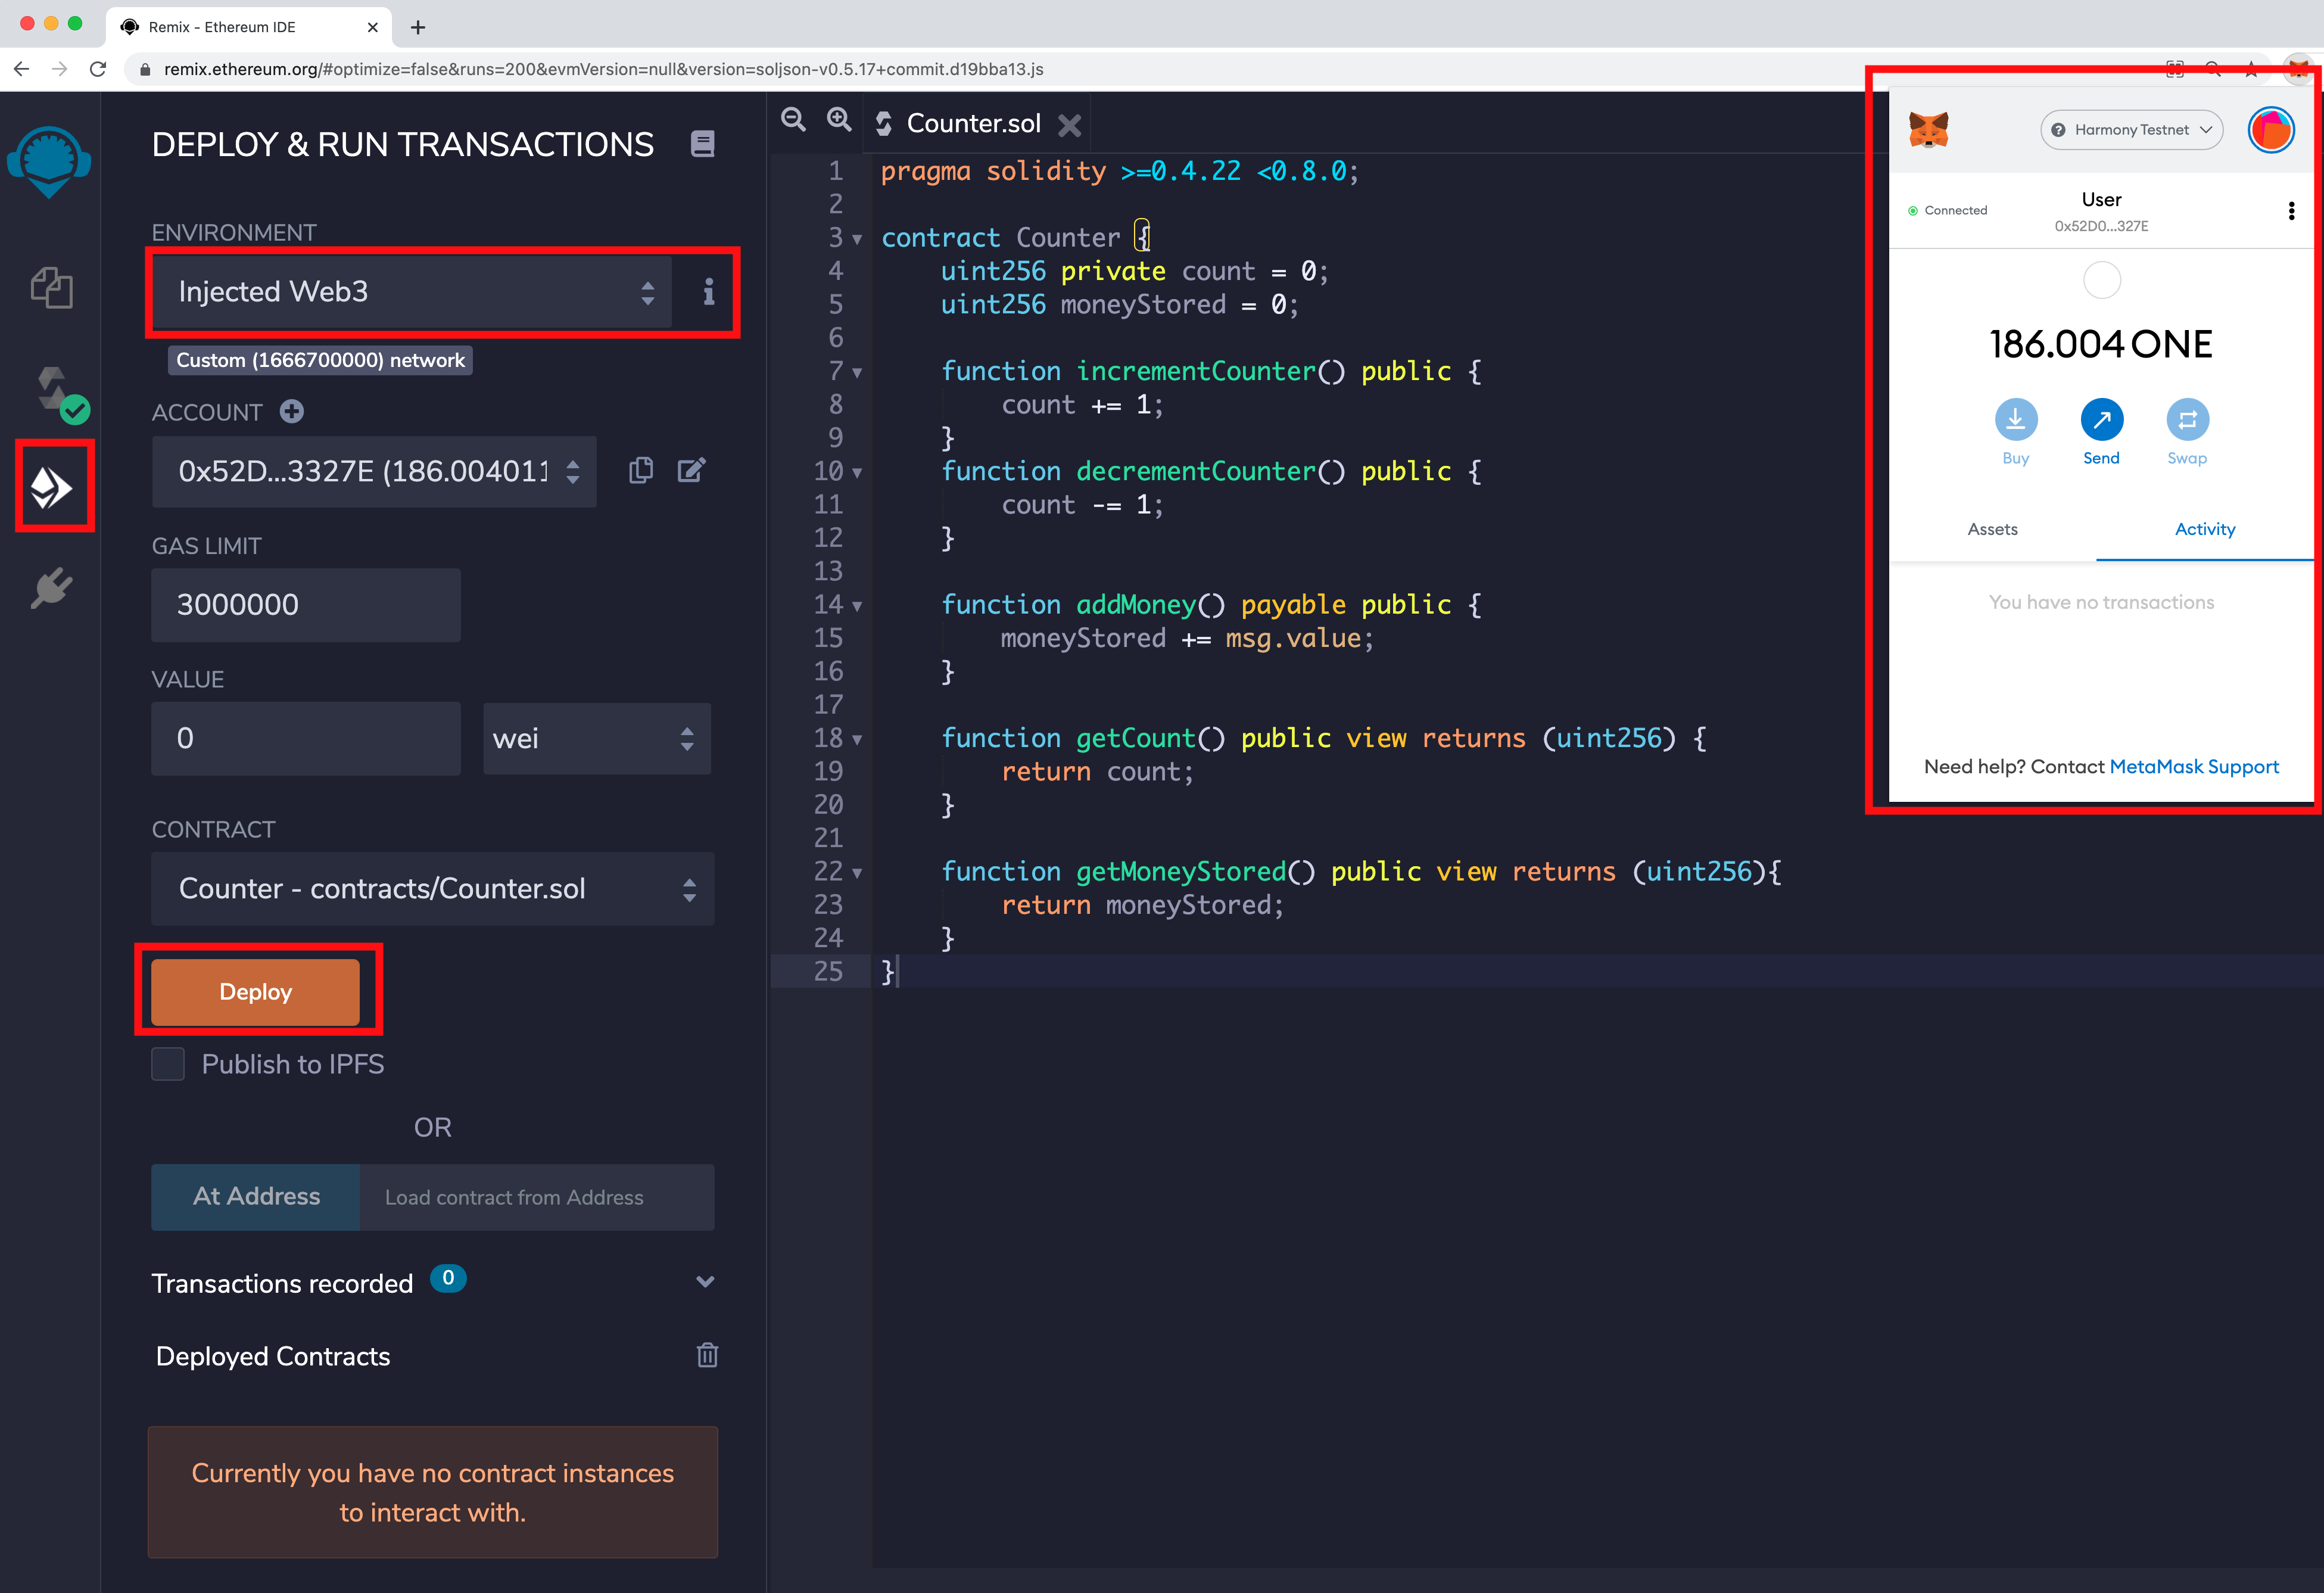 Remix - Ethereum IDE
remix.ethereum.org/#optimize=false&runs=200&evmVersion=null&version=soljson-v0.5.17+commit.d19bba13.js
DEPLOY & RUN TRANSACTIONS
ENVIRONMENT
Injected Web3
Custom (1666700000) network
ACCOUNT
0x52D...3327E (186.004011
GAS LIMIT
3000000
VALUE
0
wei
CONTRACT
Counter - contracts/Counter.sol
Deploy
Publish to IPFS
OR
At Address
Load contract from Address
Transactions recorded 0
Deployed Contracts
Currently you have no contract instances
to interact with.
Counter.sol
1 pragma solidity >=0.4.22 <0.8.0;
2
3 contract Counter {
4 uint256 private count = 0;
5 uint256 moneyStored = 0;
6
7 function incrementCounter() public {
8 count += 1;
9 }
10 function decrementCounter() public {
11 count -= 1;
12 }
13
14 function addMoney() payable public {
15 moneyStored += msg.value;
16 }
17
18 function getCount() public view returns (uint256) {
19 return count;
20 }
21
22 function getMoneyStored() public view returns (uint256){
23 return moneyStored;
24 }
25 }
Harmony Testnet
Connected
User
0x52D0...327E
186.004 ONE
Buy
Send
Swap
Assets
Activity
You have no transactions
Need help? Contact MetaMask Support